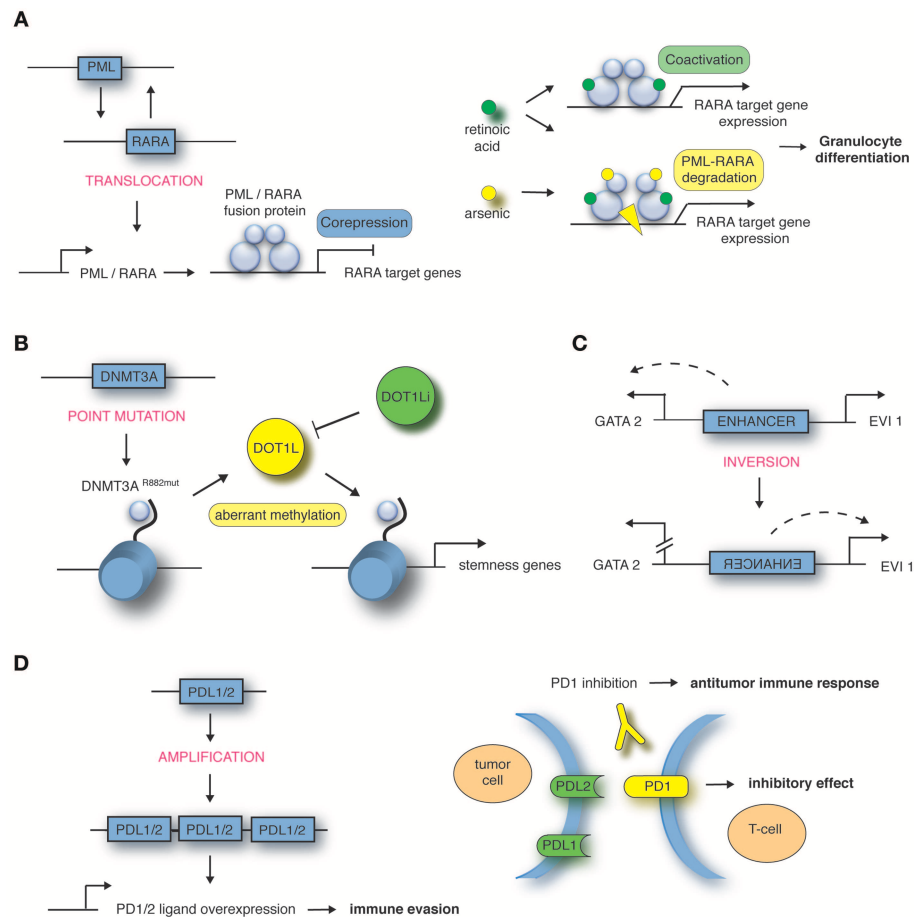 A
PML
RARA
TRANSLOCATION
PML / RARA
PML / RARA
fusion protein
Corepression
RARA target genes
retinoic
acid
arsenic
Coactivation
RARA target gene
expression
PML-RARA
degradation
RARA target gene
expression
Granulocyte
differentiation
B
DNMT3A
POINT MUTATION
DNMT3A R882mut
DOT1L
DOT1Li
aberrant methylation
stemness genes
C
GATA 2
ENHANCER
EVI 1
INVERSION
GATA 2
ENHANCER
EVI 1
D
PDL1/2
AMPLIFICATION
PDL1/2
PDL1/2
PDL1/2
PD1/2 ligand overexpression
immune evasion
PD1 inhibition
antitumor immune response
tumor
cell
PDL2
PD1
inhibitory effect
PDL1
T-cell